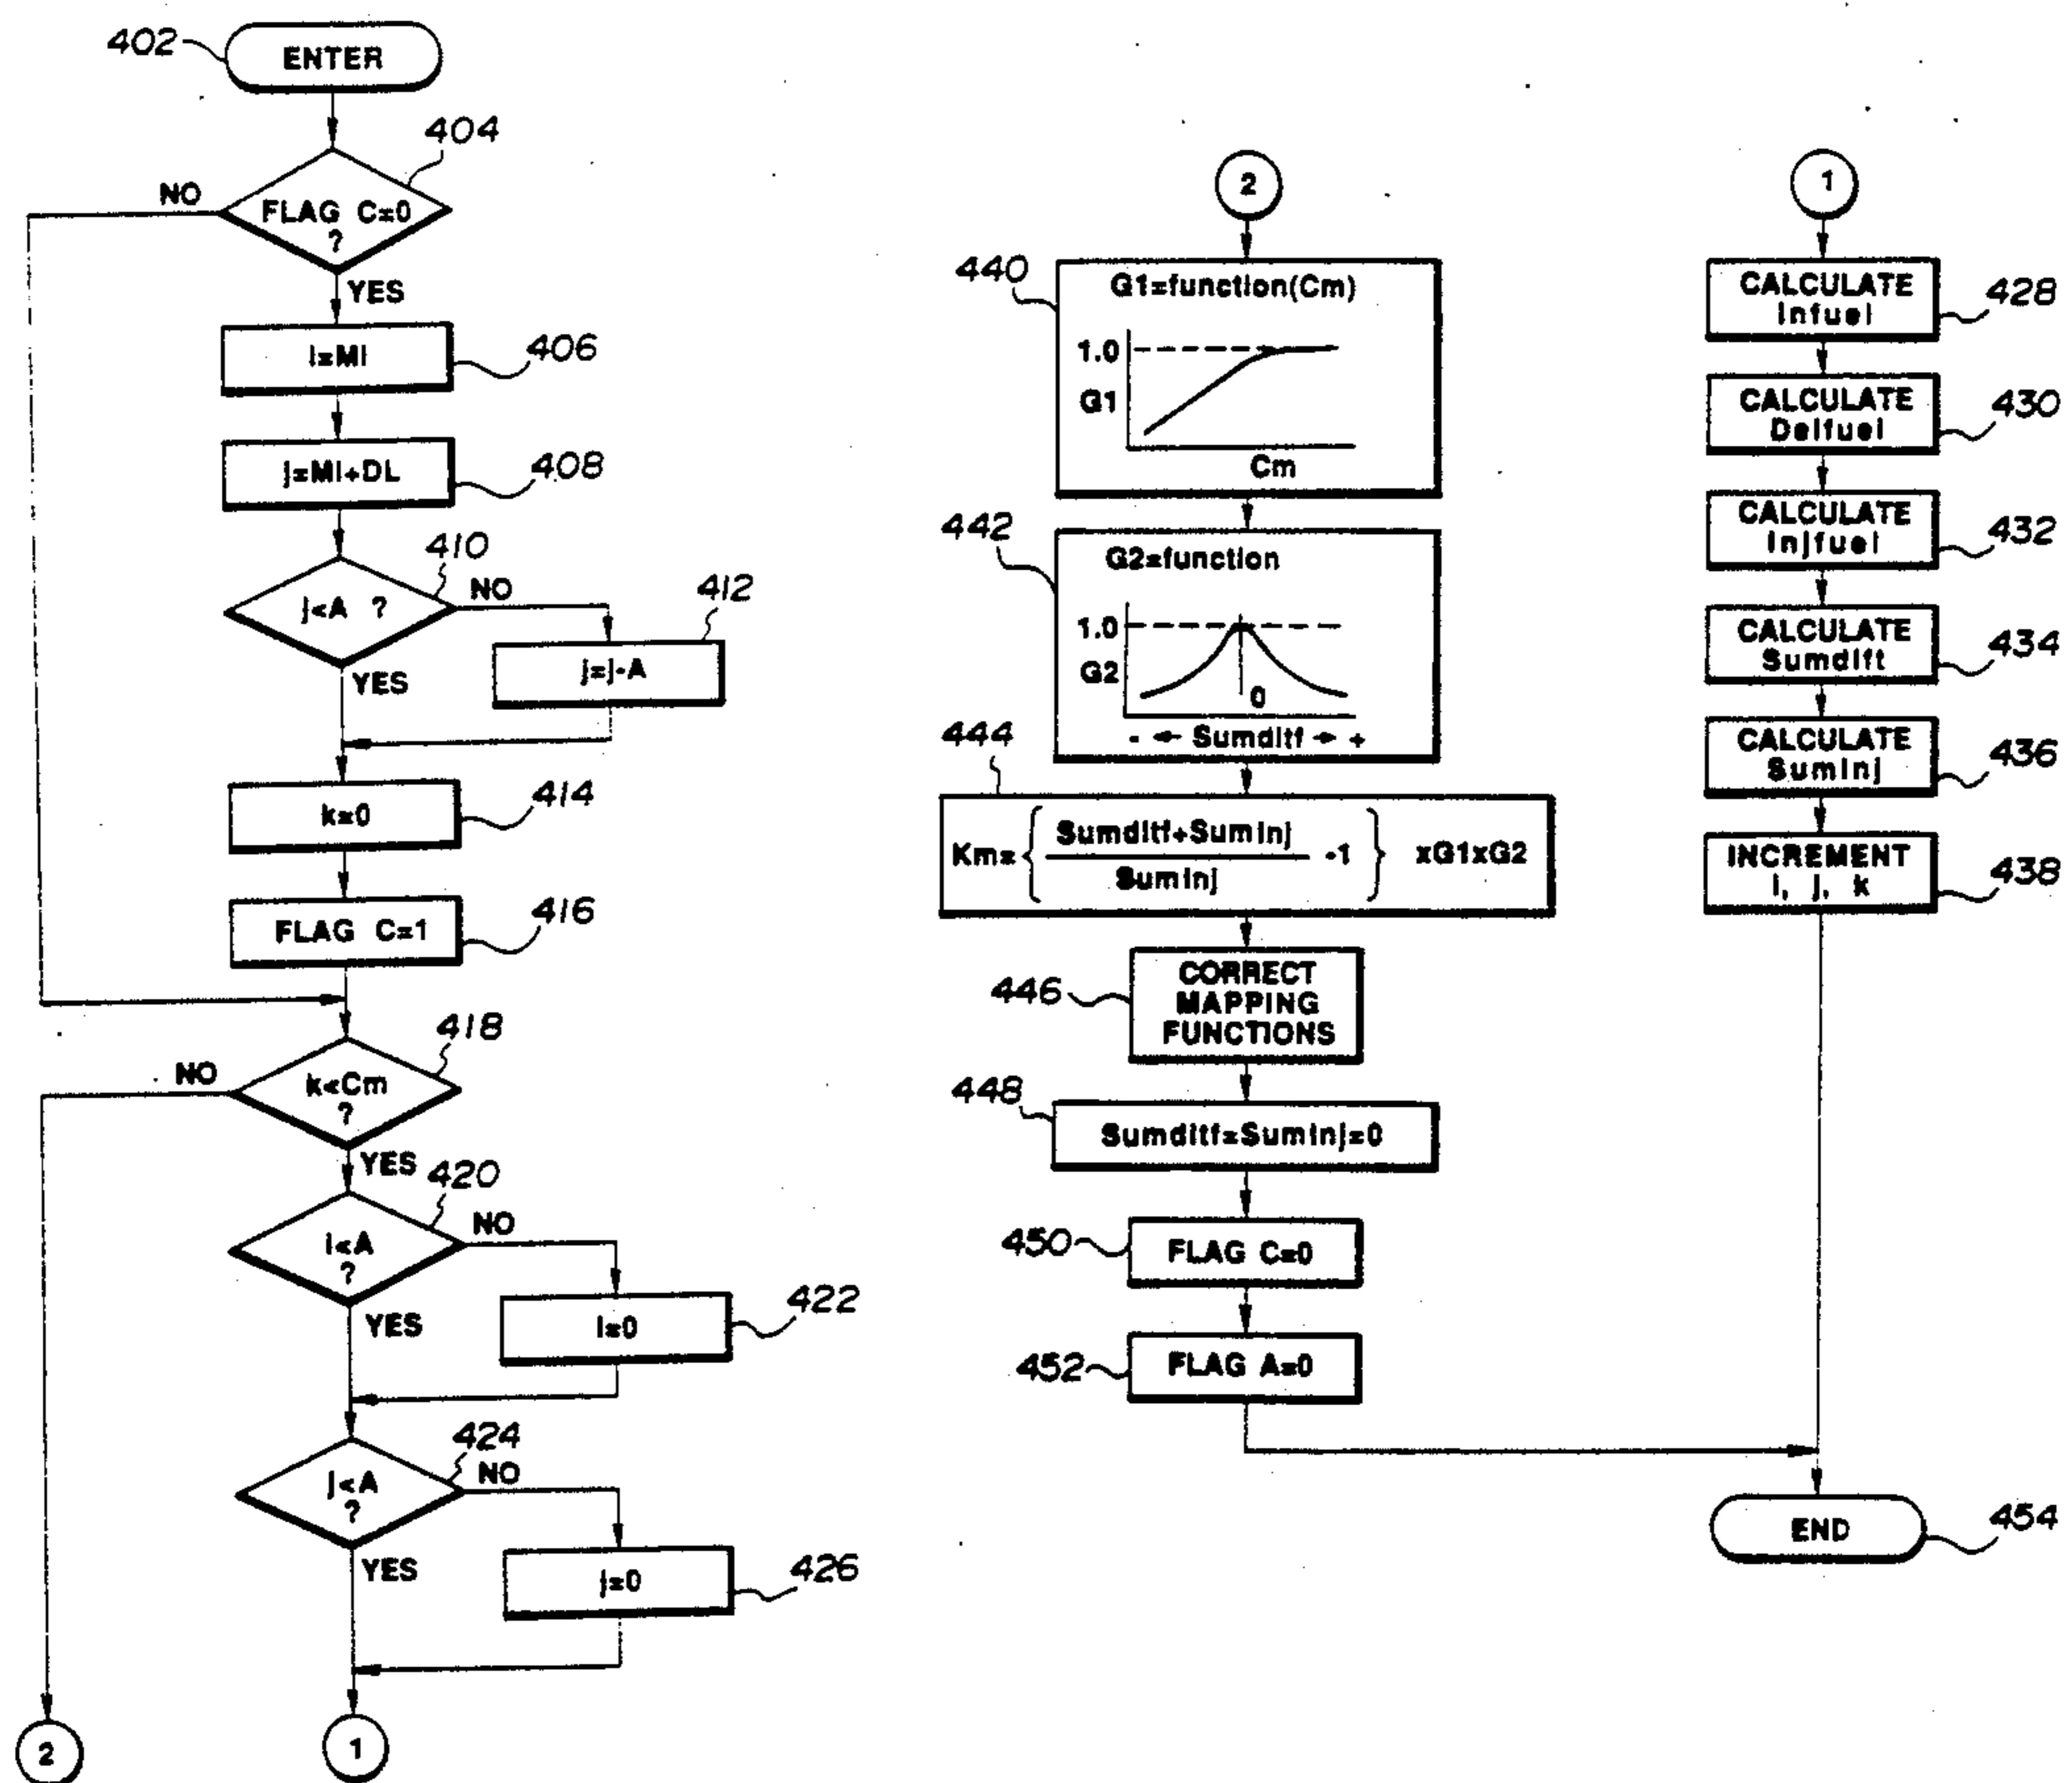 402
ENTER
404
NO
FLAG C=0
?
YES
i=Mi
406
j=Mi+DL
408
410
j<A ?
NO
412
j=j-A
YES
k=0
414
FLAG C=1
416
418
NO
k<Cm
?
YES
420
i<A
?
NO
422
i=0
YES
424
j<A
?
NO
426
j=0
YES
2
1
2
440
G1=function(Cm)
1.0
G1
Cm
442
G2=function
1.0
G2
0
- Sumdiff +
444
Km= { Sumdiff+Suminj
Suminj
-1 } xG1xG2
446
CORRECT
MAPPING
FUNCTIONS
448
Sumdiff=Suminj=0
450
FLAG C=0
452
FLAG A=0
1
CALCULATE
Infuel
428
CALCULATE
Delfuel
430
CALCULATE
Injfuel
432
CALCULATE
Sumdiff
434
CALCULATE
Suminj
436
INCREMENT
i, j, k
438
END
454